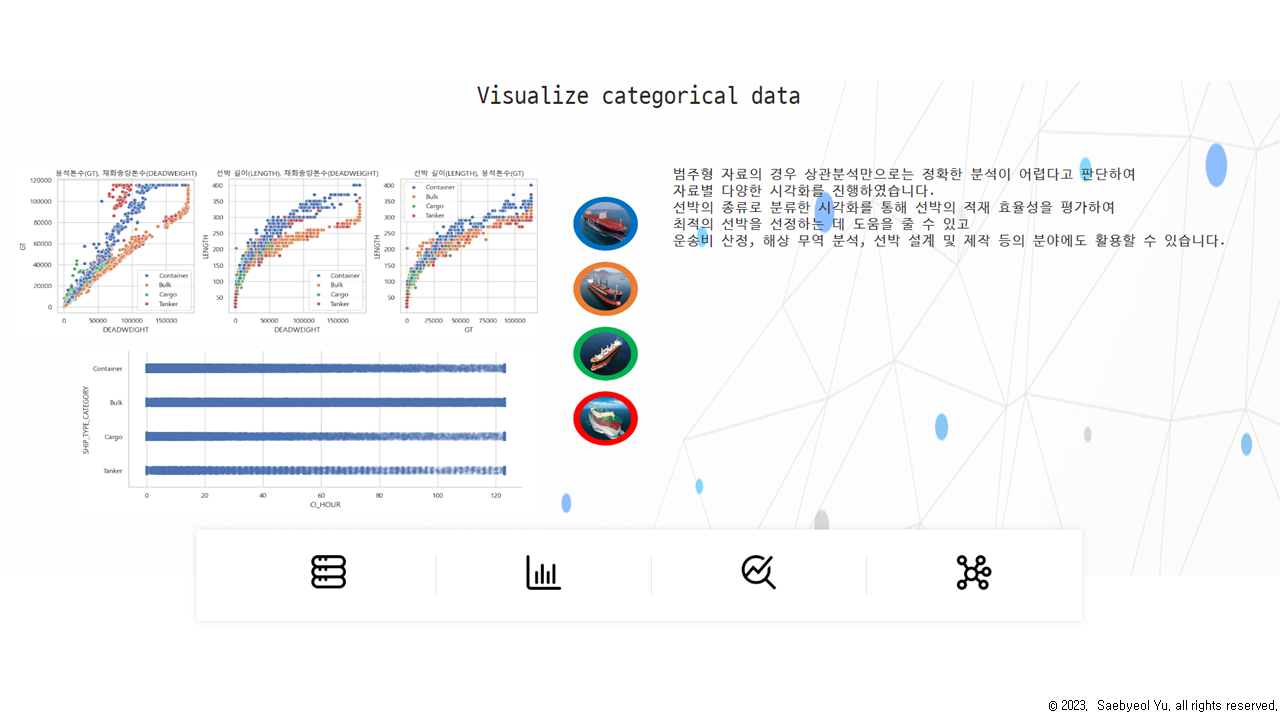 Visualize categorical data
용적톤수(GT), 재화중량톤수(DEADWEIGHT)
120000
100000
80000
60000
40000
20000
0
GT
Container
Bulk
Cargo
Tanker
0 50000 100000 150000
DEADWEIGHT
선박 길이(LENGTH), 재화중량톤수(DEADWEIGHT)
400
350
300
250
200
150
100
50
LENGTH
Container
Bulk
Cargo
Tanker
0 50000 100000 150000
DEADWEIGHT
선박 길이(LENGTH), 용적톤수(GT)
Container
Bulk
Cargo
Tanker
400
350
300
250
200
150
100
50
LENGTH
0 25000 50000 75000 100000
GT
범주형 자료의 경우 상관분석만으로는 정확한 분석이 어렵다고 판단하여
자료별 다양한 시각화를 진행하였습니다.
선박의 종류로 분류한 시각화를 통해 선박의 적재 효율성을 평가하여
최적의 선박을 선정하는 데 도움을 줄 수 있고
운송비 산정, 해상 무역 분석, 선박 설계 및 제작 등의 분야에도 활용할 수 있습니다.
SHIP_TYPE_CATEGORY
Container
Bulk
Cargo
Tanker
0 20 40 60 80 100 120
CI_HOUR
© 2023. Saebyeol Yu. all rights reserved.